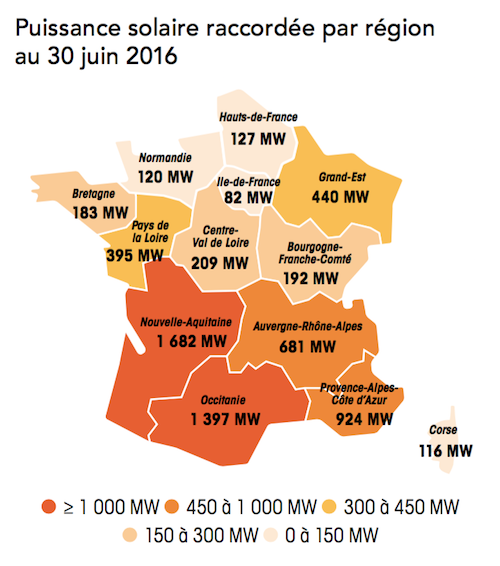 Puissance solaire raccordée par région
au 30 juin 2016
Hauts-de-France
127 MW
Normandie
120 MW
Ile-de-France
82 MW
Grand-Est
440 MW
Bretagne
183 MW
Pays de
la Loire
395 MW
Centre-
Val de Loire
209 MW
Bourgogne-
Franche-Comté
192 MW
Nouvelle-Aquitaine
1 682 MW
Auvergne-Rhône-Alpes
681 MW
Occitanie
1 397 MW
Provence-Alpes-
Côte d'Azur
924 MW
Corse
116 MW
≥ 1 000 MW
450 à 1 000 MW
300 à 450 MW
150 à 300 MW
0 à 150 MW